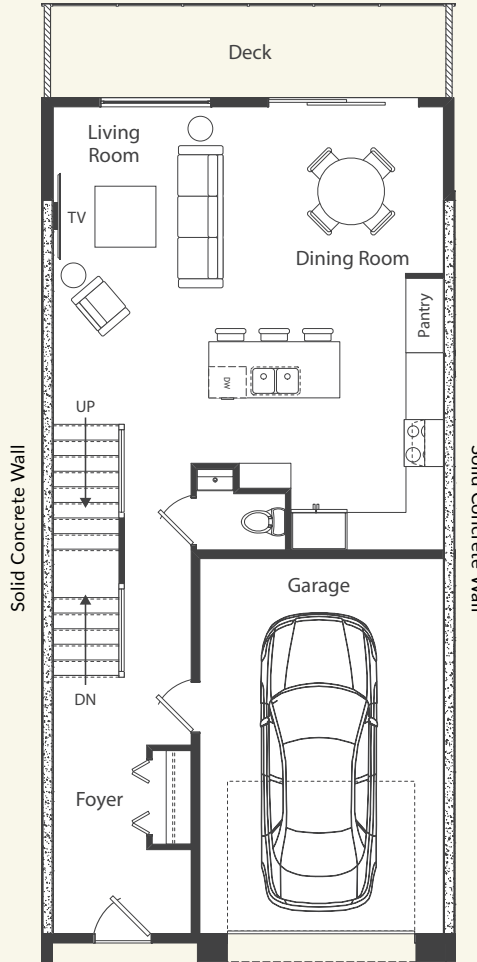 Deck
Living
Room
TV
Dining Room
Pantry
DW
UP
Solid Concrete Wall
Solid Concrete Wall
Garage
DN
Foyer